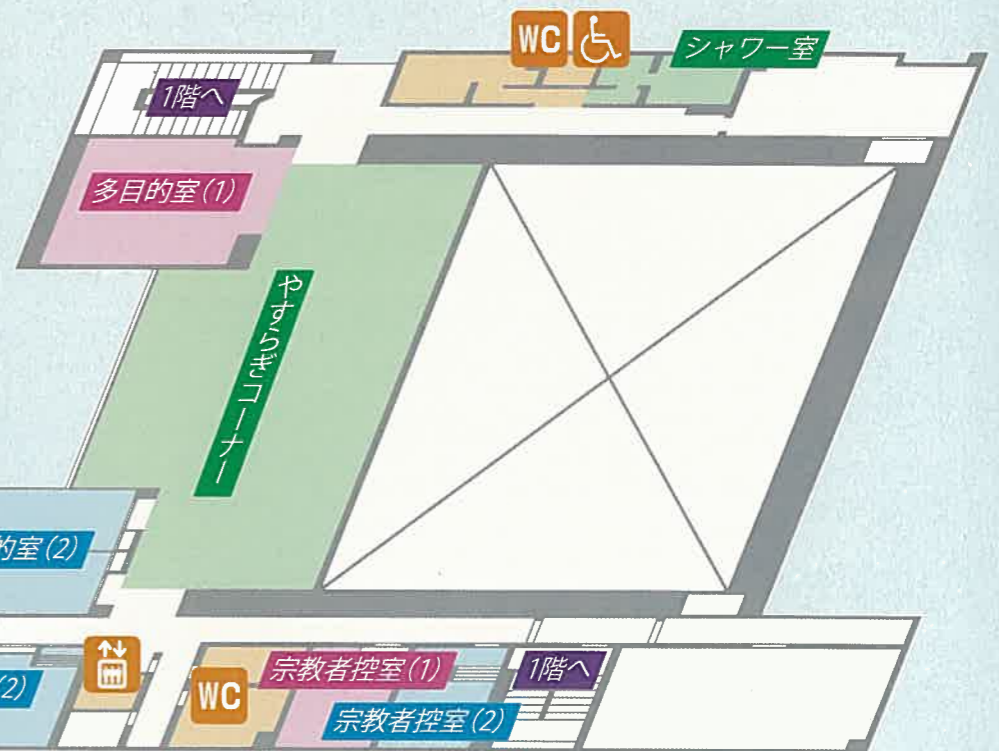 WC
シャワー室
1階へ
多目的室(1)
やすらぎコーナー
的室(2)
(2)
WC
宗教者控室(1)
1階へ
宗教者控室(2)